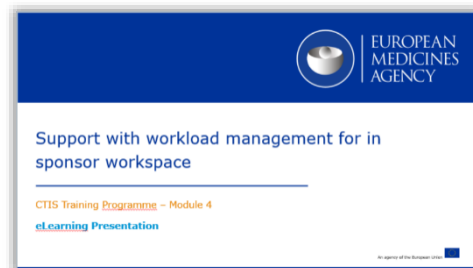 EUROPEAN
MEDICINES
AGENCY
Support with workload management for in
sponsor workspace
CTIS Training Programme – Module 4
eLearning Presentation
An agency of the European Union